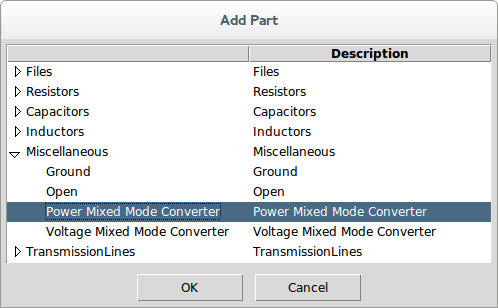 Add Part
Description
Files Files
Resistors Resistors
Capacitors Capacitors
Inductors Inductors
Miscellaneous Miscellaneous
Ground Ground
Open Open
Power Mixed Mode Converter Power Mixed Mode Converter
Voltage Mixed Mode Converter Voltage Mixed Mode Converter
TransmissionLines TransmissionLines
OK Cancel